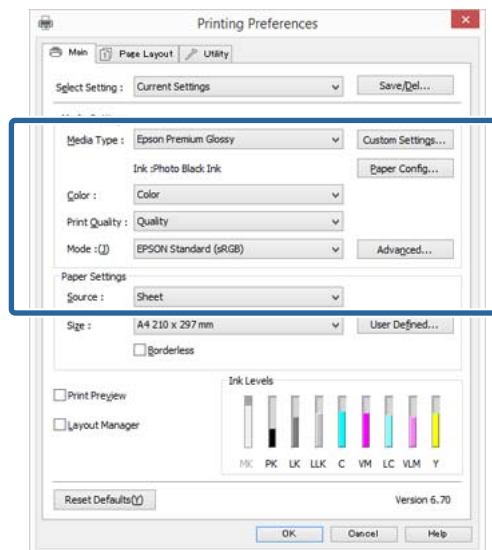 Printing Preferences
Main Page Layout Utility
Select Setting : Current Settings Save/Del...
Media Type : Epson Premium Glossy Custom Settings...
Ink :Photo Black Ink Paper Config...
Color : Color
Print Quality : Quality
Mode :(J) EPSON Standard (sRGB) Advanced...
Paper Settings
Source : Sheet
Size : A4 210 x 297 mm User Defined...
Borderless
Ink Levels
Print Preview
Layout Manager
MK PK LK LLK C VM LC VLM Y
Reset Defaults(Y) Version 6.70
OK Cancel Help